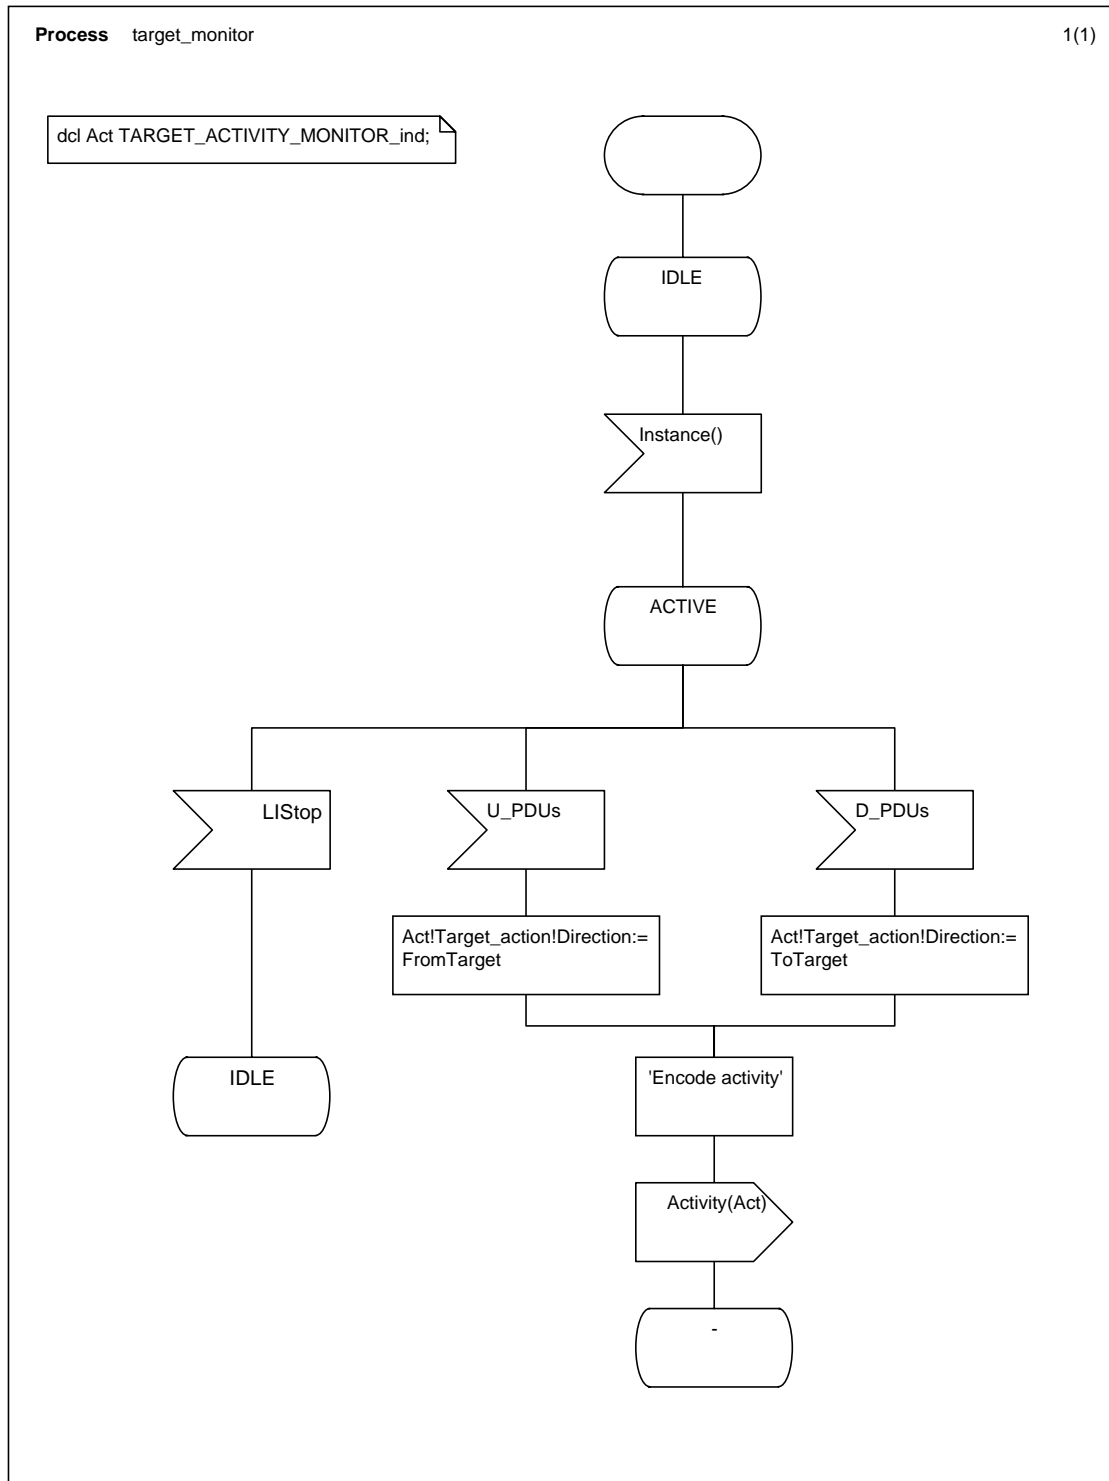 Process target_monitor 1(1)
dcl Act TARGET_ACTIVITY_MONITOR_ind;
IDLE
Instance()
ACTIVE
LIStop
U_PDUs
D_PDUs
Act!Target_action!Direction:=
FromTarget
Act!Target_action!Direction:=
ToTarget
IDLE
'Encode activity'
Activity(Act)
-